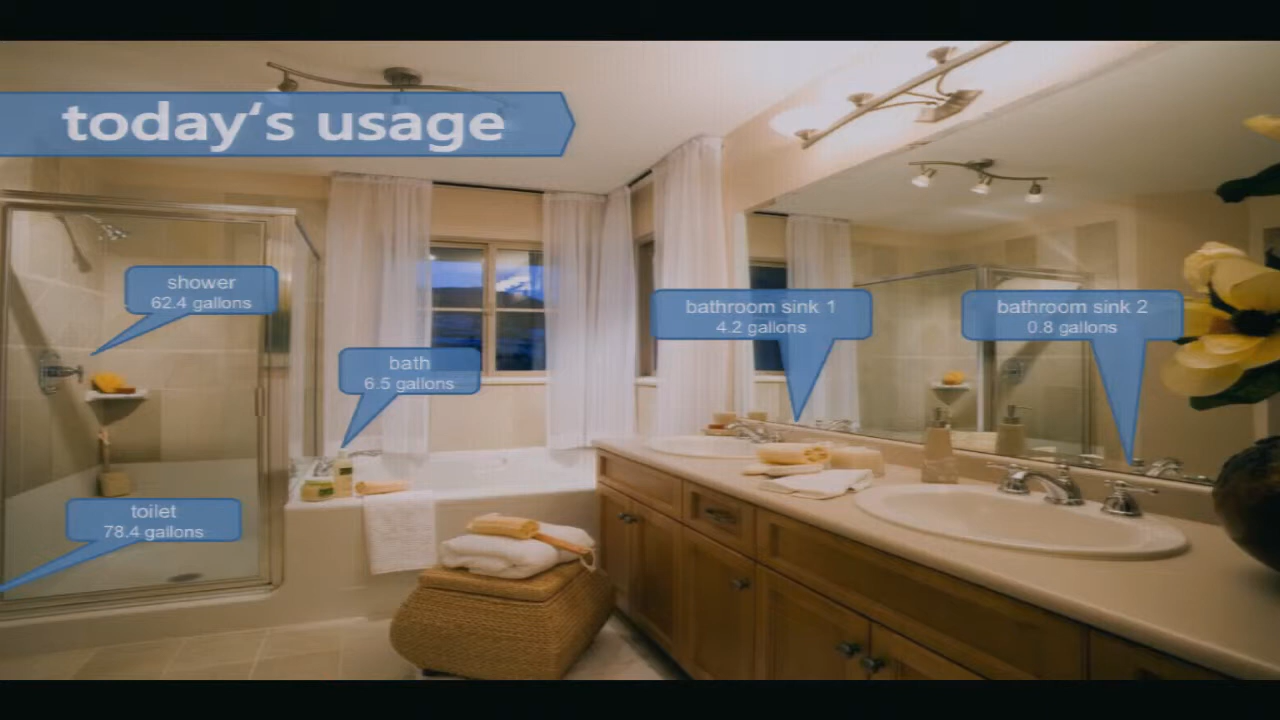 today's usage
shower
62.4 gallons
bathroom sink 1
4.2 gallons
bathroom sink 2
0.8 gallons
bath
6.5 gallons
toilet
78.4 gallons